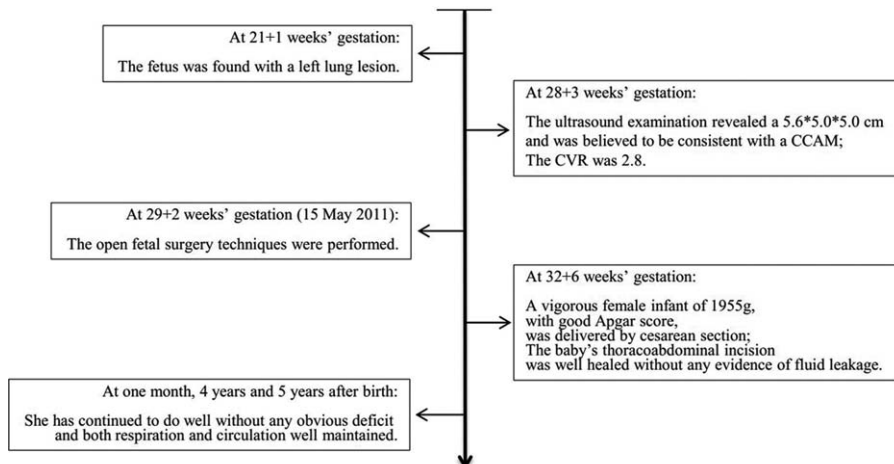 At 21+1 weeks’ gestation:
The fetus was found with a left lung lesion.
At 28+3 weeks’ gestation:
The ultrasound examination revealed a 5.6*5.0*5.0 cm
and was believed to be consistent with a CCAM;
The CVR was 2.8.
At 29+2 weeks’ gestation (15 May 2011):
The open fetal surgery techniques were performed.
At 32+6 weeks’ gestation:
A vigorous female infant of 1955g,
with good Apgar score,
was delivered by cesarean section;
The baby’s thoracoabdominal incision
was well healed without any evidence of fluid leakage.
At one month, 4 years and 5 years after birth:
She has continued to do well without any obvious deficit
and both respiration and circulation well maintained.